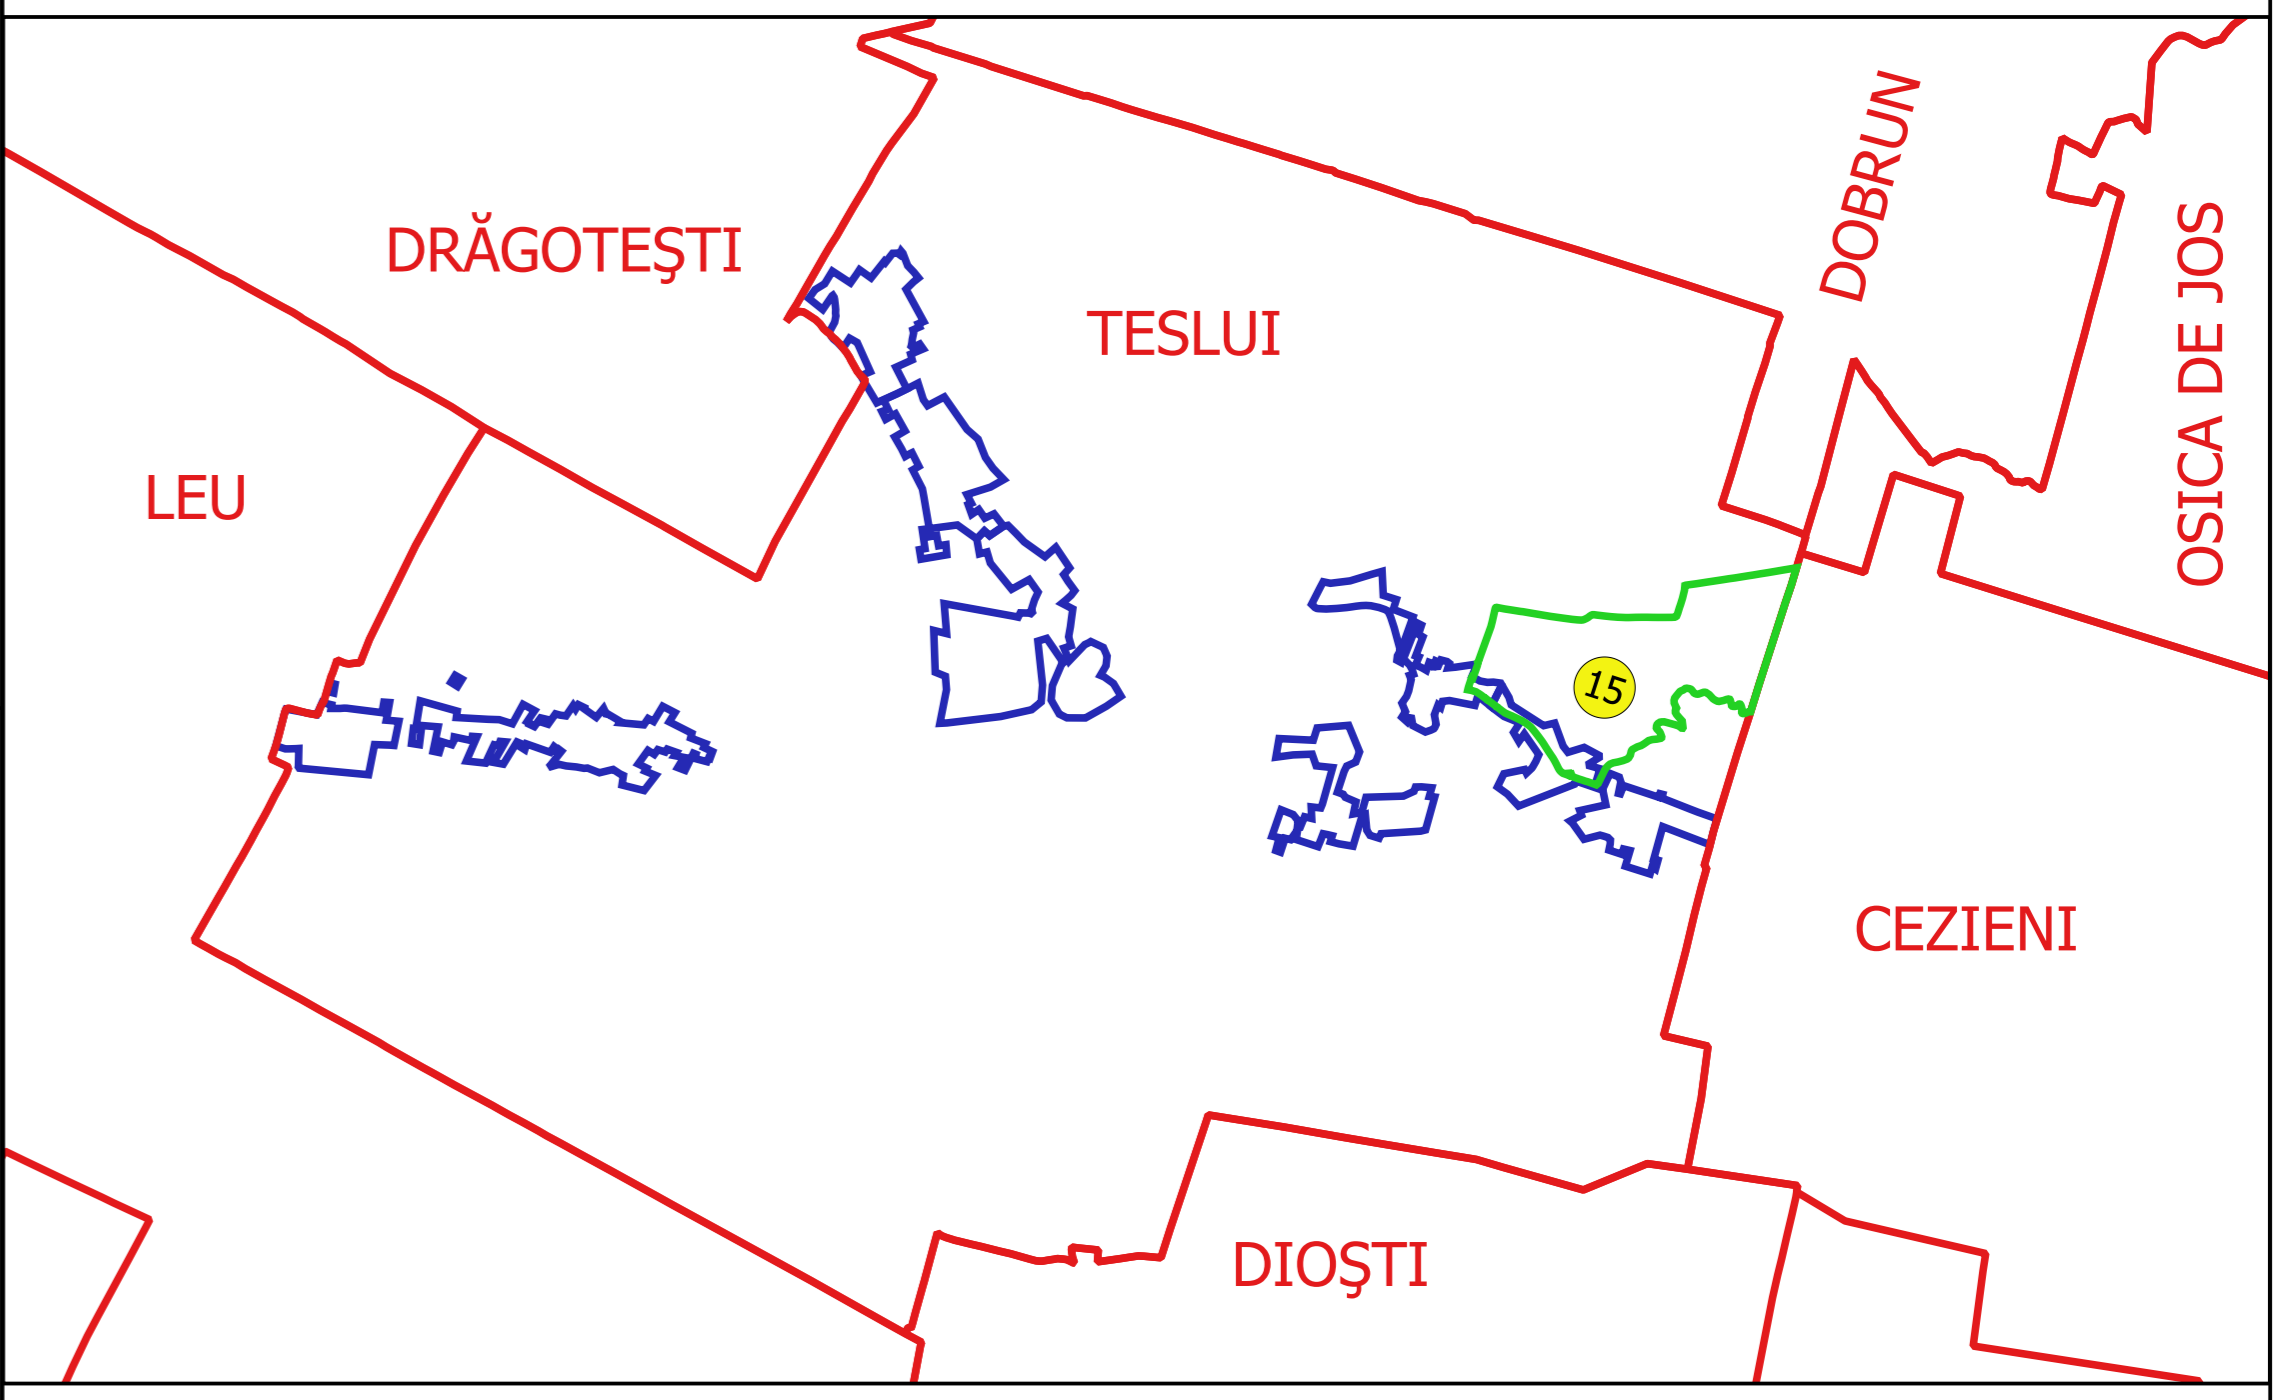 DOBRUN
DRĂGOTEŞTI
TESLUI
OSICA DE JOS
LEU
15
CEZIENI
DIOŞTI